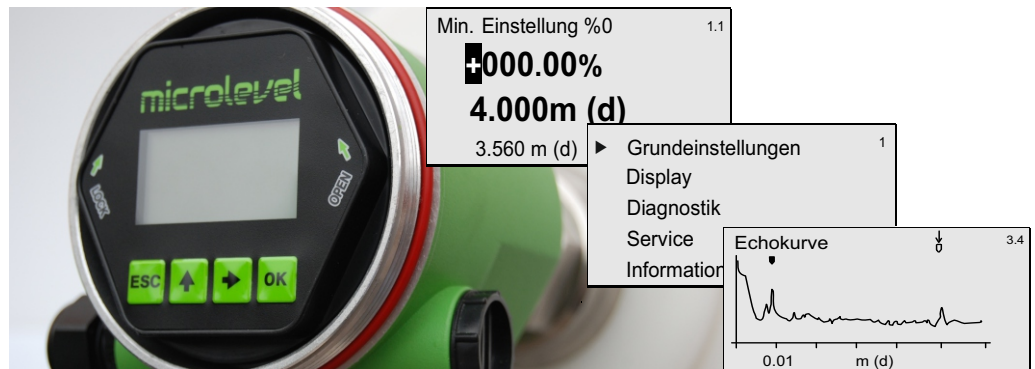 microlevel
LOCK
OPEN
ESC
OK
Min. Einstellung %0 1.1
+000.00%
4.000m (d)
3.560 m (d)
Grundeinstellungen 1
Display
Diagnostik
Service
Information
Echokurve 3.4
0.01 m (d)